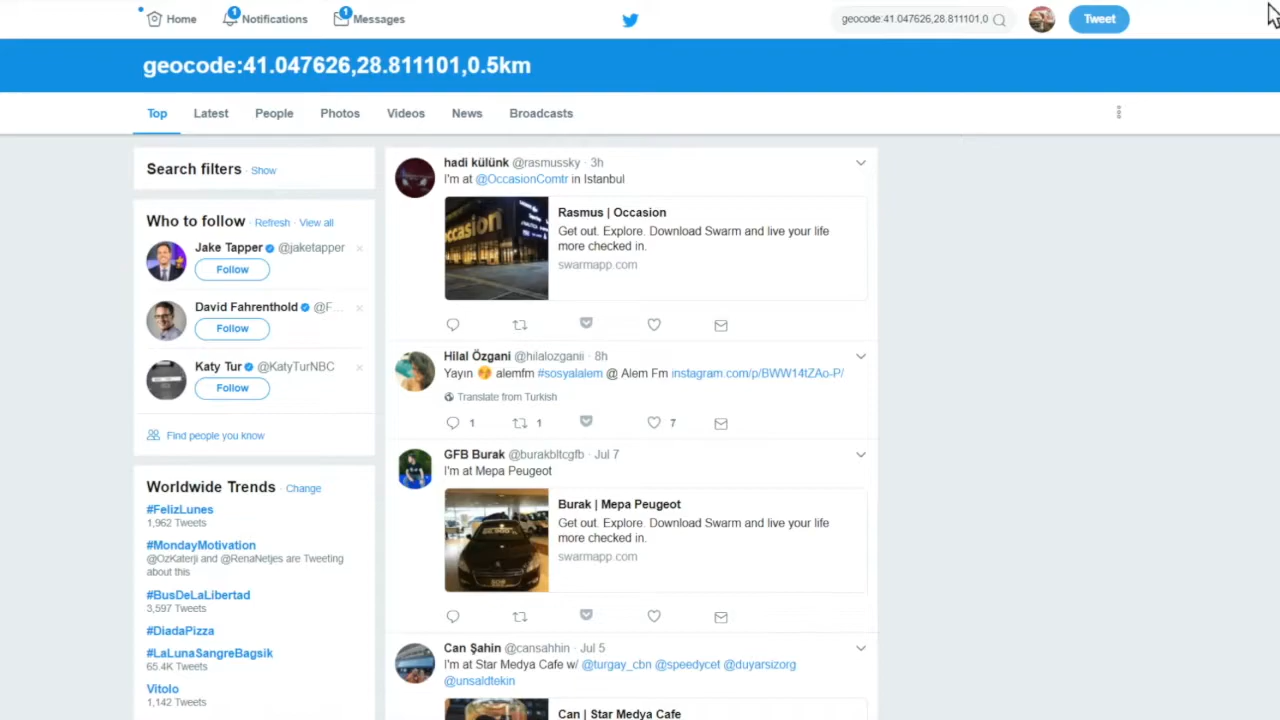 Home
1
Notifications
1
Messages
geocode:41.047626,28.811101,0
Tweet
geocode:41.047626,28.811101,0.5km
Top
Latest
People
Photos
Videos
News
Broadcasts
Search filters · Show
Who to follow · Refresh · View all
Jake Tapper @jaketapper
Follow
David Fahrenthold @F...
Follow
Katy Tur @KatyTurNBC
Follow
Find people you know
Worldwide Trends · Change
#FelizLunes
1,962 Tweets
#MondayMotivation
@OzKaterji and @RenaNetjes are Tweeting
about this
#BusDeLaLibertad
3,597 Tweets
#DiadaPizza
#LaLunaSangreBagsik
65.4K Tweets
Vitolo
1,142 Tweets
hadi külünk @rasmussky · 3h
I'm at @OccasionComtr in Istanbul
occasion
Rasmus | Occasion
Get out. Explore. Download Swarm and live your life
more checked in.
swarmapp.com
Hilal Özgani @hilalozganii · 8h
Yayın alemfm #sosyalalem @ Alem Fm instagram.com/p/BWW14tZAo-P/
Translate from Turkish
1
1
7
GFB Burak @burakbltcgfb · Jul 7
I'm at Mepa Peugeot
Burak | Mepa Peugeot
Get out. Explore. Download Swarm and live your life
more checked in.
swarmapp.com
Can Şahin @cansahhin · Jul 5
I'm at Star Medya Cafe w/ @turgay_cbn @speedycet @duyarsizorg
@unsaldtekin
Can | Star Medya Cafe